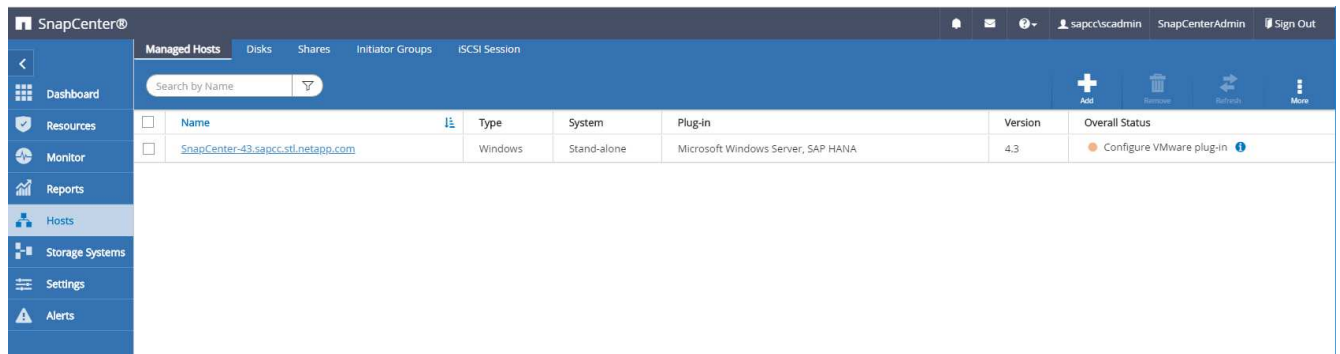 SnapCenter®
sapcc\scadmin SnapCenterAdmin Sign Out
Managed Hosts Disks Shares Initiator Groups iSCSI Session
Search by Name
Add Remove Refresh More
Dashboard
Resources
Monitor
Reports
Hosts
Storage Systems
Settings
Alerts
Name Type System Plug-in Version Overall Status
SnapCenter-43.sapcc.stl.netapp.com Windows Stand-alone Microsoft Windows Server, SAP HANA 4.3 Configure VMware plug-in